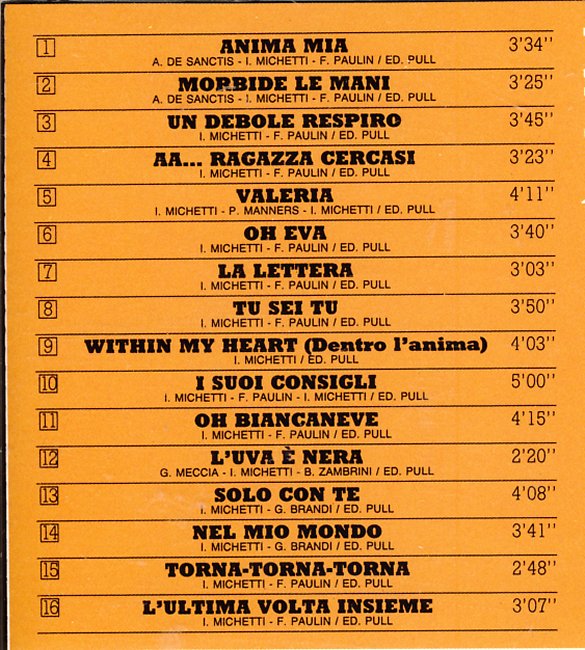 1 ANIMA MIA 3'34"
A. DE SANCTIS - I. MICHETTI - F. PAULIN / ED. PULL
2 MORBIDE LE MANI 3'25"
A. DE SANCTIS - I. MICHETTI - F. PAULIN / ED. PULL
3 UN DEBOLE RESPIRO 3'45"
I. MICHETTI - F. PAULIN / ED. PULL
4 AA... RAGAZZA CERCASI 3'23"
I. MICHETTI - F. PAULIN / ED. PULL
5 VALERIA 4'11"
I. MICHETTI - P. MANNERS - I. MICHETTI / ED. PULL
6 OH EVA 3'40"
I. MICHETTI - F. PAULIN / ED. PULL
7 LA LETTERA 3'03"
I. MICHETTI - F. PAULIN / ED. PULL
8 TU SEI TU 3'50"
I. MICHETTI - F. PAULIN / ED. PULL
9 WITHIN MY HEART (Dentro l'anima) 4'03"
I. MICHETTI / ED. PULL
10 I SUOI CONSIGLI 5'00"
I. MICHETTI - F. PAULIN - I. MICHETTI / ED. PULL
11 OH BIANCANEVE 4'15"
I. MICHETTI - F. PAULIN / ED. PULL
12 L'UVA È NERA 2'20"
G. MECCIA - I. MICHETTI - B. ZAMBRINI / ED. PULL
13 SOLO CON TE 4'08"
I. MICHETTI - G. BRANDI / ED. PULL
14 NEL MIO MONDO 3'41"
I. MICHETTI - G. BRANDI / ED. PULL
15 TORNA-TORNA-TORNA 2'48"
I. MICHETTI - F. PAULIN / ED. PULL
16 L'ULTIMA VOLTA INSIEME 3'07"
I. MICHETTI - F. PAULIN / ED. PULL